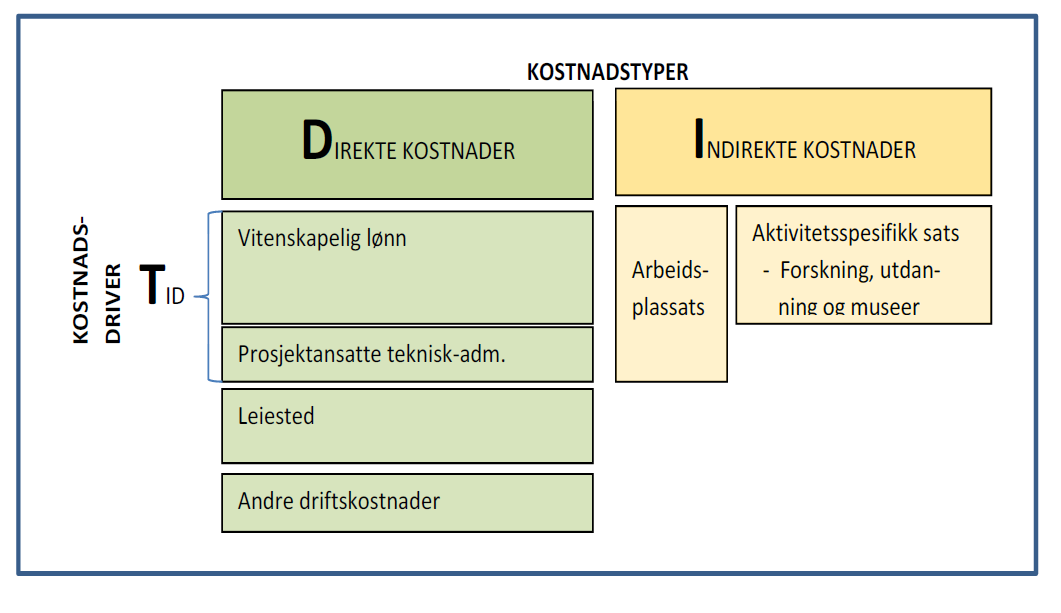 KOSTNADSTYPER
DIREKTE KOSTNADER
INDIREKTE KOSTNADER
KOSTNADS-
DRIVER
TID
Vitenskapelig lønn
Prosjektansatte teknisk-adm.
Leiested
Andre driftskostnader
Arbeids-
plassats
Aktivitetsspesifikk sats
- Forskning, utdan-
ning og museer